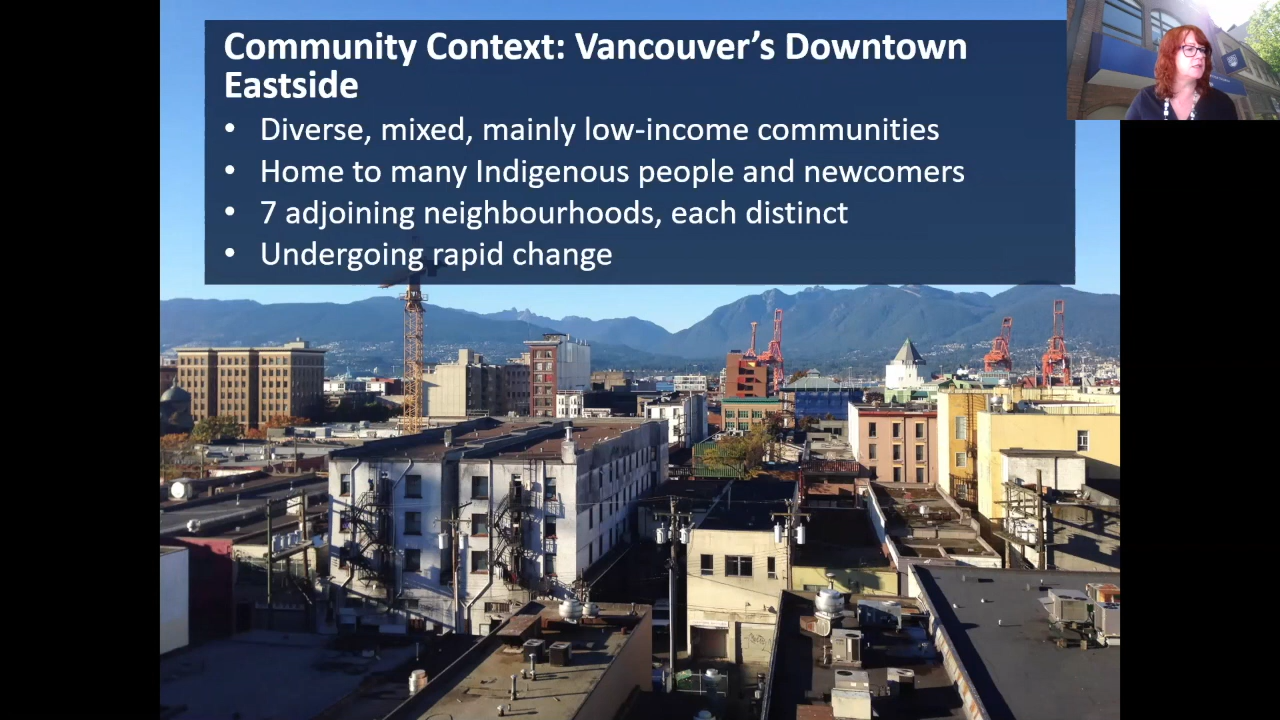 Community Context: Vancouver’s Downtown
Eastside
• Diverse, mixed, mainly low-income communities
• Home to many Indigenous people and newcomers
• 7 adjoining neighbourhoods, each distinct
• Undergoing rapid change